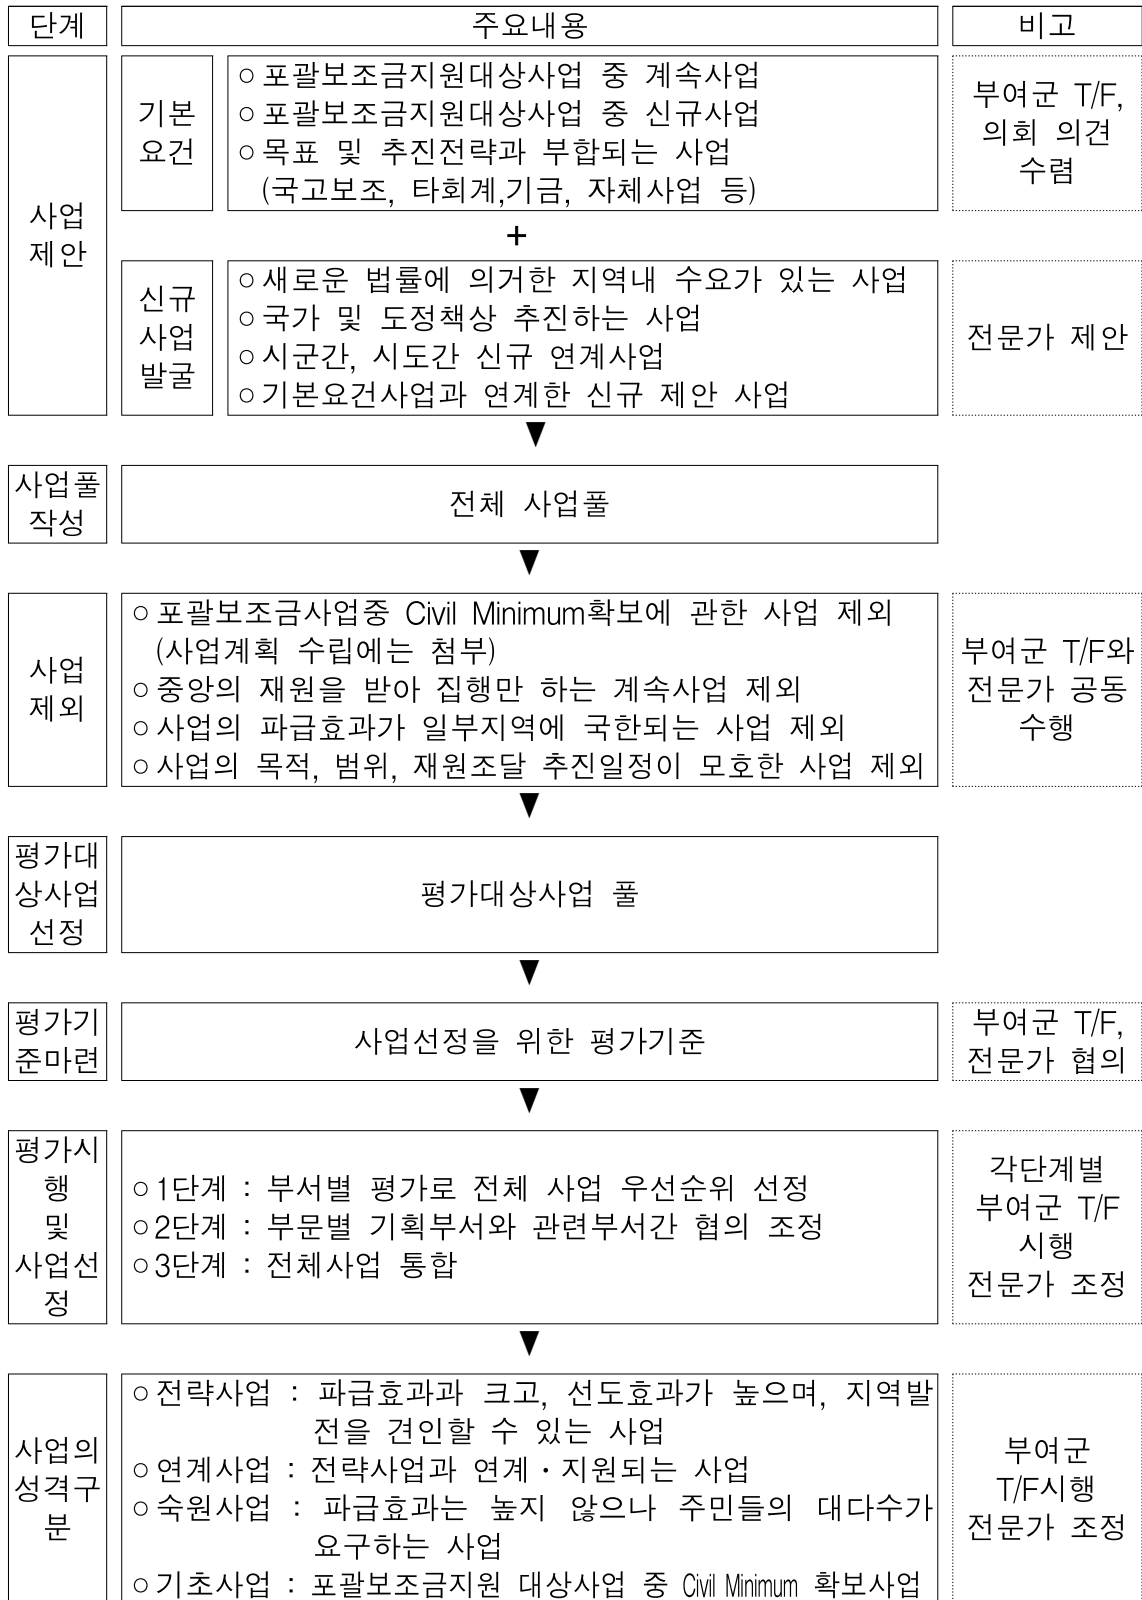 단계
주요내용
비고
사업
제안
기본
요건
○ 포괄보조금지원대상사업 중 계속사업
○ 포괄보조금지원대상사업 중 신규사업
○ 목표 및 추진전략과 부합되는 사업
(국고보조, 타회계,기금, 자체사업 등)
부여군 T/F,
의회 의견
수렴
+
신규
사업
발굴
○ 새로운 법률에 의거한 지역내 수요가 있는 사업
○ 국가 및 도정책상 추진하는 사업
○ 시군간, 시도간 신규 연계사업
○ 기본요건사업과 연계한 신규 제안 사업
전문가 제안
▼
사업풀
작성
전체 사업풀
▼
사업
제외
○ 포괄보조금사업중 Civil Minimum확보에 관한 사업 제외
(사업계획 수립에는 첨부)
○ 중앙의 재원을 받아 집행만 하는 계속사업 제외
○ 사업의 파급효과가 일부지역에 국한되는 사업 제외
○ 사업의 목적, 범위, 재원조달 추진일정이 모호한 사업 제외
부여군 T/F와
전문가 공동
수행
▼
평가대
상사업
선정
평가대상사업 풀
▼
평가기
준마련
사업선정을 위한 평가기준
부여군 T/F,
전문가 협의
▼
평가시
행
및
사업선
정
○ 1단계 : 부서별 평가로 전체 사업 우선순위 선정
○ 2단계 : 부문별 기획부서와 관련부서간 협의 조정
○ 3단계 : 전체사업 통합
각단계별
부여군 T/F
시행
전문가 조정
▼
사업의
성격구
분
○ 전략사업 : 파급효과과 크고, 선도효과가 높으며, 지역발
전을 견인할 수 있는 사업
○ 연계사업 : 전략사업과 연계・지원되는 사업
○ 숙원사업 : 파급효과는 높지 않으나 주민들의 대다수가
요구하는 사업
○ 기초사업 : 포괄보조금지원 대상사업 중 Civil Minimum 확보사업
부여군
T/F시행
전문가 조정